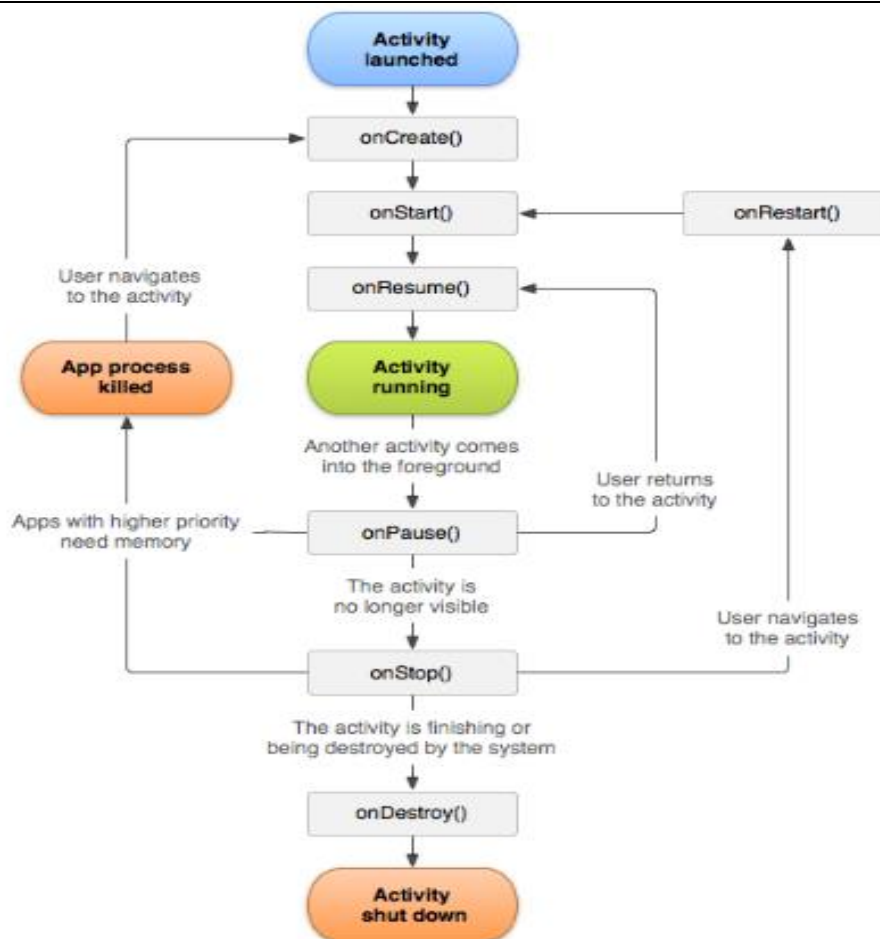 Activity
launched
onCreate()
onStart()
onRestart()
User navigates
to the activity
onResume()
App process
killed
Activity
running
Another activity comes
into the foreground
User returns
to the activity
Apps with higher priority
need memory
onPause()
The activity is
no longer visible
User navigates
to the activity
onStop()
The activity is finishing or
being destroyed by the system
onDestroy()
Activity
shut down